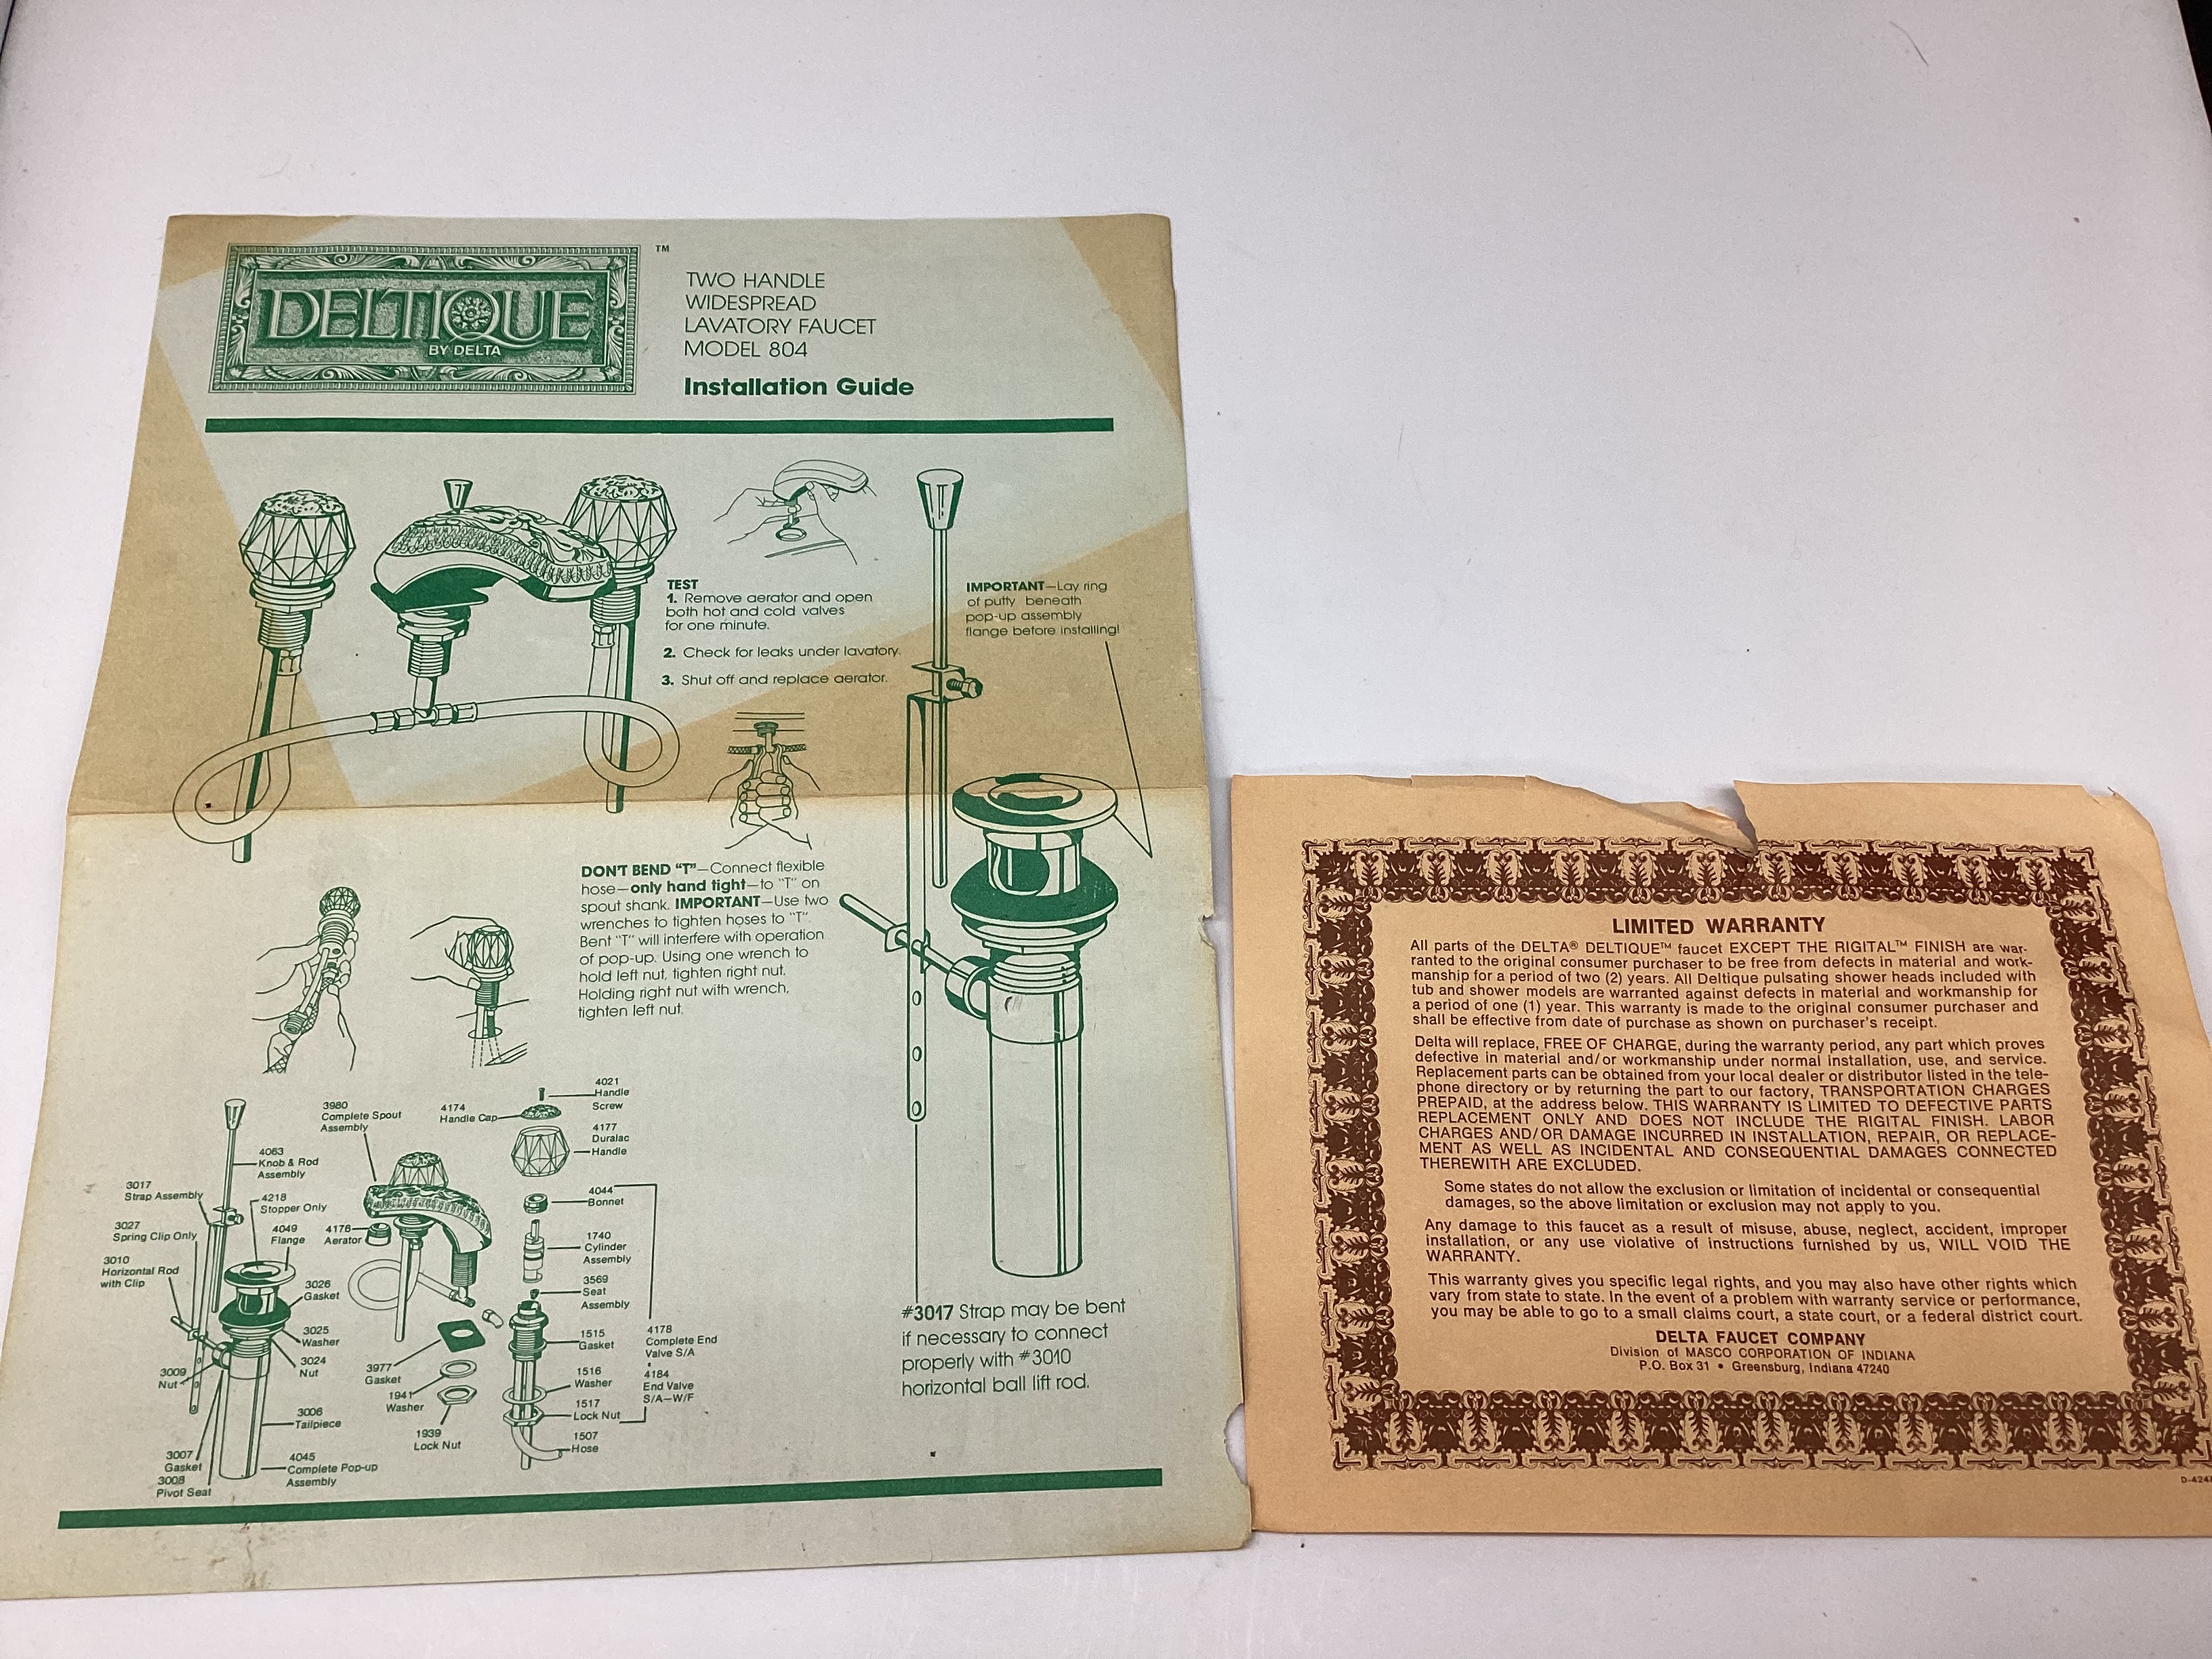 DELTIQUE
BY DELTA
TM
TWO HANDLE
WIDESPREAD
LAVATORY FAUCET
MODEL 804
Installation Guide
TEST
1. Remove aerator and open
both hot and cold valves
for one minute.
2. Check for leaks under lavatory.
3. Shut off and replace aerator.
IMPORTANT—Lay ring
of putty beneath
pop-up assembly
flange before installing!
DON'T BEND "T"—Connect flexible
hose—only hand tight—to "T" on
spout shank. IMPORTANT—Use two
wrenches to tighten hoses to "T".
Bent "T" will interfere with operation
of pop-up. Using one wrench to
hold left nut, tighten right nut.
Holding right nut with wrench,
tighten left nut.
4021
Handle
Screw
3980
Complete Spout
Assembly
4174
Handle Cap
4177
Duralac
Handle
4063
Knob & Rod
Assembly
3017
Strap Assembly
4218
Stopper Only
4044
Bonnet
3027
Spring Clip Only
4049
Flange
4176
Aerator
1740
Cylinder
Assembly
3010
Horizontal Rod
with Clip
3026
Gasket
3569
Seat
Assembly
3025
Washer
1515
Gasket
4178
Complete End
Valve S/A
3024
Nut
3009
Nut
3977
Gasket
1516
Washer
4184
End Valve
S/A—W/F
1941
Washer
1517
Lock Nut
3006
Tailpiece
1939
Lock Nut
1507
Hose
3007
Gasket
3008
Pivot Seat
4045
Complete Pop-up
Assembly
#3017 Strap may be bent
if necessary to connect
properly with #3010
horizontal ball lift rod.
LIMITED WARRANTY
All parts of the DELTA® DELTIQUE™ faucet EXCEPT THE RIGITAL™ FINISH are war-
ranted to the original consumer purchaser to be free from defects in material and work-
manship for a period of two (2) years. All Deltique pulsating shower heads included with
tub and shower models are warranted against defects in material and workmanship for
a period of one (1) year. This warranty is made to the original consumer purchaser and
shall be effective from date of purchase as shown on purchaser's receipt.
Delta will replace, FREE OF CHARGE, during the warranty period, any part which proves
defective in material and/or workmanship under normal installation, use, and service.
Replacement parts can be obtained from your local dealer or distributor listed in the tele-
phone directory or by returning the part to our factory, TRANSPORTATION CHARGES
PREPAID, at the address below. THIS WARRANTY IS LIMITED TO DEFECTIVE PARTS
REPLACEMENT ONLY AND DOES NOT INCLUDE THE RIGITAL FINISH. LABOR
CHARGES AND/OR DAMAGE INCURRED IN INSTALLATION, REPAIR, OR REPLACE-
MENT AS WELL AS INCIDENTAL AND CONSEQUENTIAL DAMAGES CONNECTED
THEREWITH ARE EXCLUDED.
Some states do not allow the exclusion or limitation of incidental or consequential
damages, so the above limitation or exclusion may not apply to you.
Any damage to this faucet as a result of misuse, abuse, neglect, accident, improper
installation, or any use violative of instructions furnished by us, WILL VOID THE
WARRANTY.
This warranty gives you specific legal rights, and you may also have other rights which
vary from state to state. In the event of a problem with warranty service or performance,
you may be able to go to a small claims court, a state court, or a federal district court.
DELTA FAUCET COMPANY
Division of MASCO CORPORATION OF INDIANA
P.O. Box 31 • Greensburg, Indiana 47240